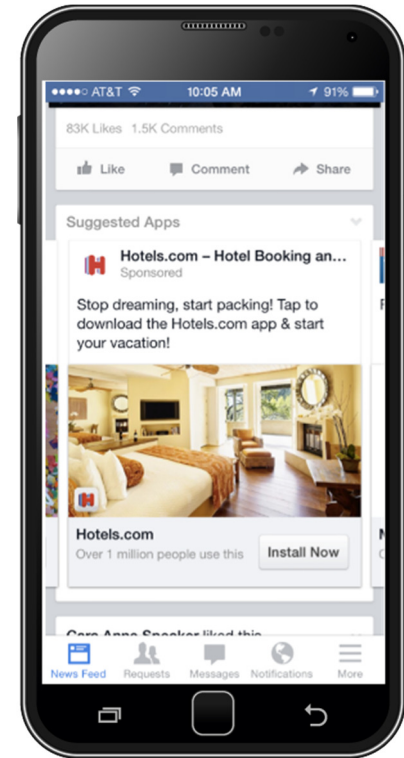 AT&T 10:05 AM 91%
83K Likes 1.5K Comments
Like Comment Share
Suggested Apps
Hotels.com – Hotel Booking an...
Sponsored
Stop dreaming, start packing! Tap to
download the Hotels.com app & start
your vacation!
Hotels.com
Over 1 million people use this
Install Now
liked this
News Feed Requests Messages Notifications More